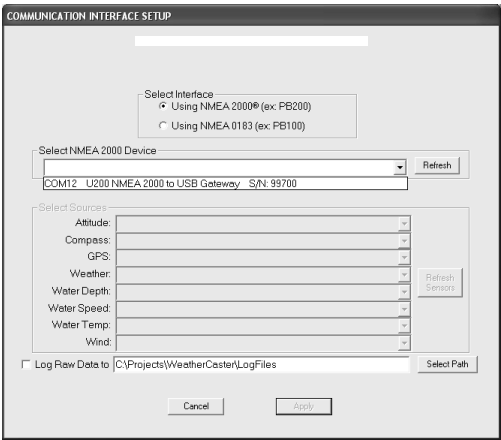 COMMUNICATION INTERFACE SETUP
Select Interface
Using NMEA 2000® (ex: PB200)
Using NMEA 0183 (ex: PB100)
Select NMEA 2000 Device
Refresh
COM12 U200 NMEA 2000 to USB Gateway S/N: 99700
Select Sources
Attitude:
Compass:
GPS:
Weather:
Refresh
Sensors
Water Depth:
Water Speed:
Water Temp:
Wind:
Log Raw Data to C:\Projects\WeatherCaster\LogFiles Select Path
Cancel Apply